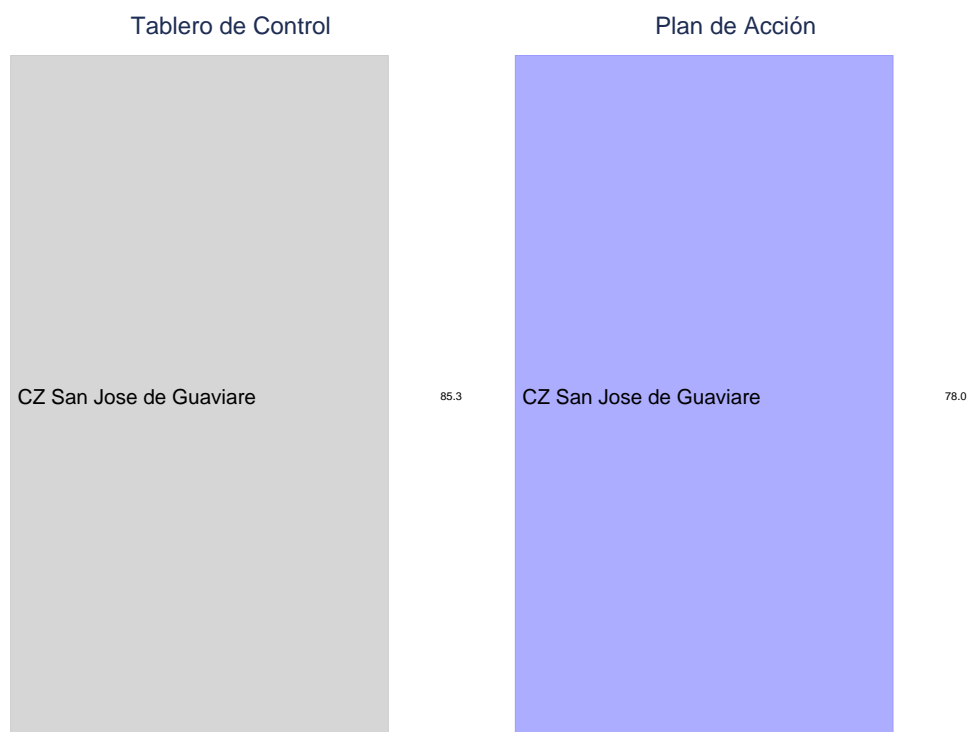 Tablero de Control
CZ San Jose de Guaviare 85.3
Plan de Acción
CZ San Jose de Guaviare 78.0